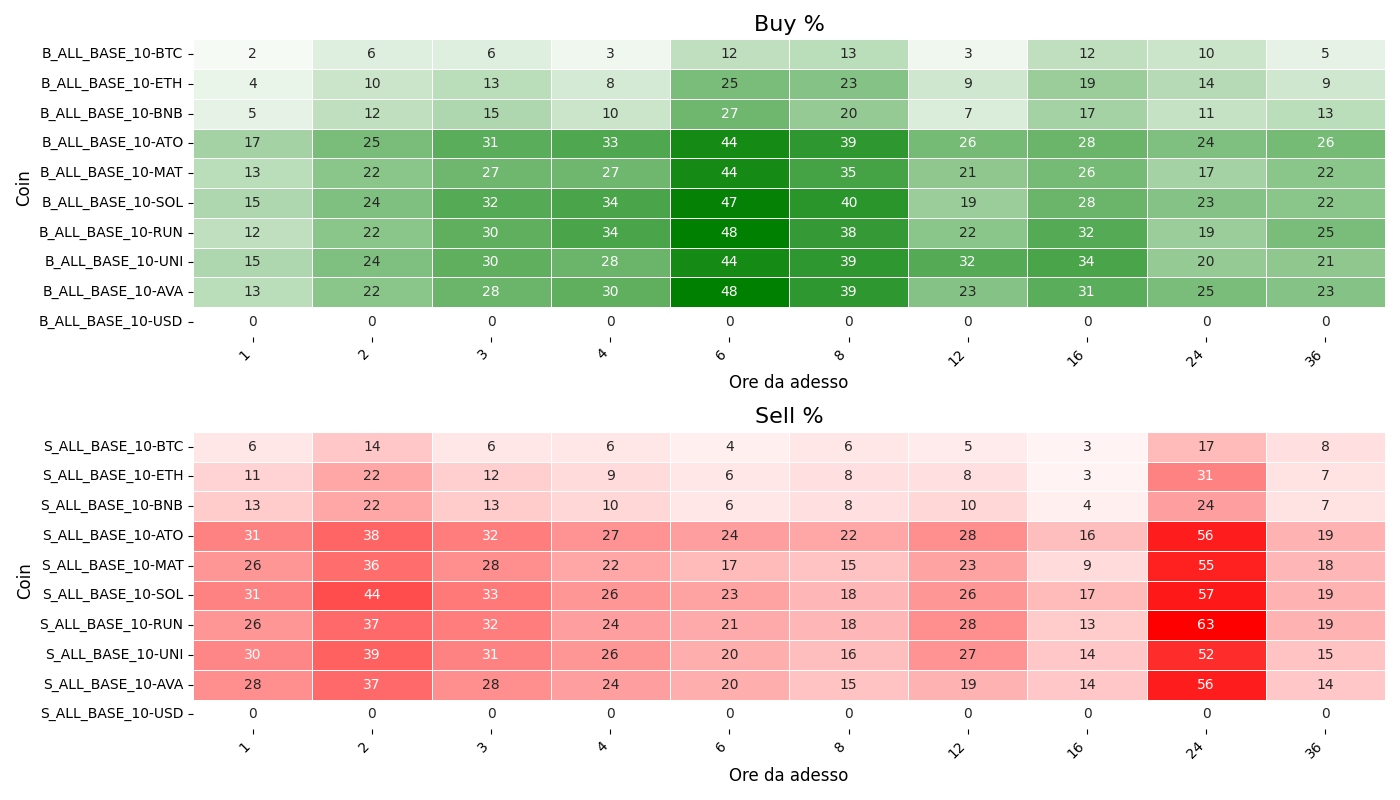 Buy %
Coin
B_ALL_BASE_10-BTC 2 6 6 3 12 13 3 12 10 5
B_ALL_BASE_10-ETH 4 10 13 8 25 23 9 19 14 9
B_ALL_BASE_10-BNB 5 12 15 10 27 20 7 17 11 13
B_ALL_BASE_10-ATO 17 25 31 33 44 39 26 28 24 26
B_ALL_BASE_10-MAT 13 22 27 27 44 35 21 26 17 22
B_ALL_BASE_10-SOL 15 24 32 34 47 40 19 28 23 22
B_ALL_BASE_10-RUN 12 22 30 34 48 38 22 32 19 25
B_ALL_BASE_10-UNI 15 24 30 28 44 39 32 34 20 21
B_ALL_BASE_10-AVA 13 22 28 30 48 39 23 31 25 23
B_ALL_BASE_10-USD 0 0 0 0 0 0 0 0 0 0
1 2 3 4 6 8 12 16 24 36
Ore da adesso
Sell %
Coin
S_ALL_BASE_10-BTC 6 14 6 6 4 6 5 3 17 8
S_ALL_BASE_10-ETH 11 22 12 9 6 8 8 3 31 7
S_ALL_BASE_10-BNB 13 22 13 10 6 8 10 4 24 7
S_ALL_BASE_10-ATO 31 38 32 27 24 22 28 16 56 19
S_ALL_BASE_10-MAT 26 36 28 22 17 15 23 9 55 18
S_ALL_BASE_10-SOL 31 44 33 26 23 18 26 17 57 19
S_ALL_BASE_10-RUN 26 37 32 24 21 18 28 13 63 19
S_ALL_BASE_10-UNI 30 39 31 26 20 16 27 14 52 15
S_ALL_BASE_10-AVA 28 37 28 24 20 15 19 14 56 14
S_ALL_BASE_10-USD 0 0 0 0 0 0 0 0 0 0
1 2 3 4 6 8 12 16 24 36
Ore da adesso